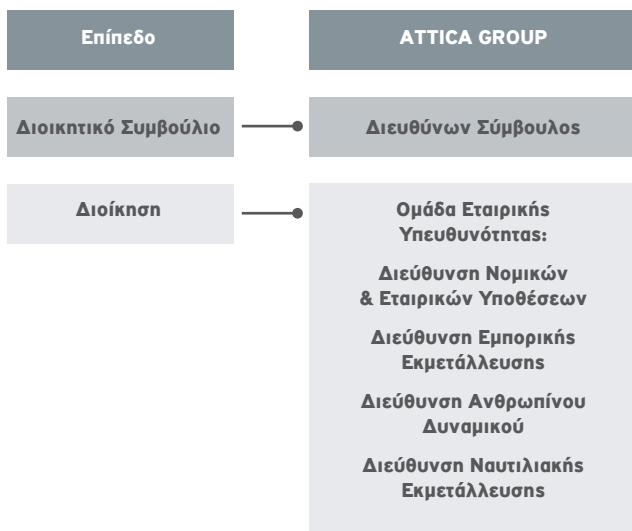 Επίπεδο
ATTICA GROUP
Διοικητικό Συμβούλιο
Διευθύνων Σύμβουλος
Διοίκηση
Ομάδα Εταιρικής
Υπευθυνότητας:
Διεύθυνση Νομικών
& Εταιρικών Υποθέσεων
Διεύθυνση Εμπορικής
Εκμετάλλευσης
Διεύθυνση Ανθρωπίνου
Δυναμικού
Διεύθυνση Ναυτιλιακής
Εκμετάλλευσης